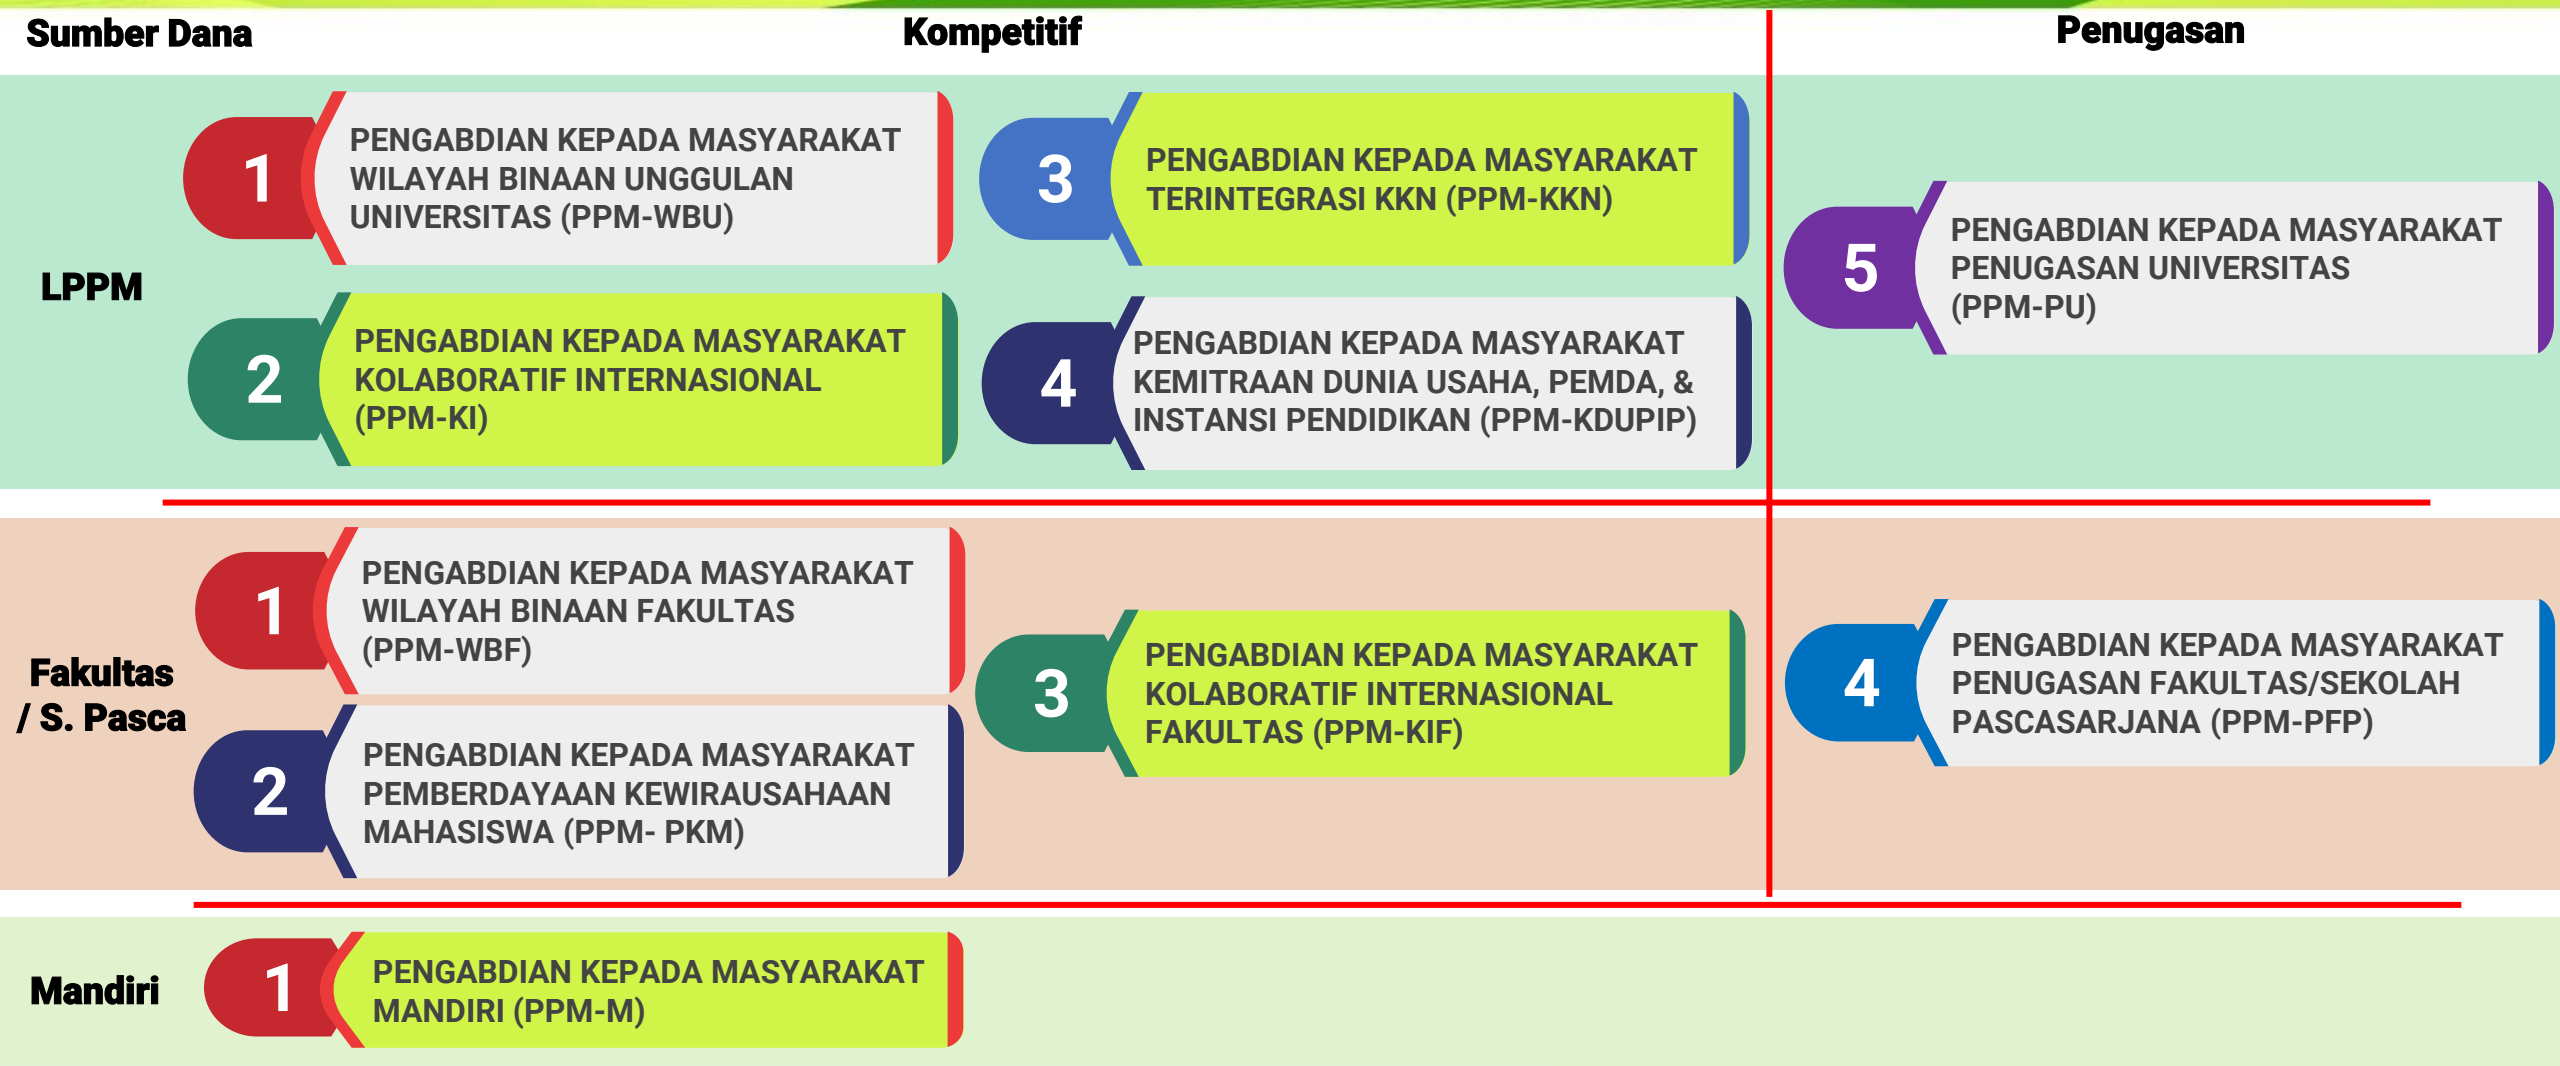 Sumber Dana
Kompetitif
Penugasan
LPPM
1
PENGABDIAN KEPADA MASYARAKAT
WILAYAH BINAAN UNGGULAN
UNIVERSITAS (PPM-WBU)
2
PENGABDIAN KEPADA MASYARAKAT
KOLABORATIF INTERNASIONAL
(PPM-KI)
3
PENGABDIAN KEPADA MASYARAKAT
TERINTEGRASI KKN (PPM-KKN)
4
PENGABDIAN KEPADA MASYARAKAT
KEMITRAAN DUNIA USAHA, PEMDA, &
INSTANSI PENDIDIKAN (PPM-KDUPIP)
5
PENGABDIAN KEPADA MASYARAKAT
PENUGASAN UNIVERSITAS
(PPM-PU)
Fakultas
/ S. Pasca
1
PENGABDIAN KEPADA MASYARAKAT
WILAYAH BINAAN FAKULTAS
(PPM-WBF)
2
PENGABDIAN KEPADA MASYARAKAT
PEMBERDAYAAN KEWIRAUSAHAAN
MAHASISWA (PPM- PKM)
3
PENGABDIAN KEPADA MASYARAKAT
KOLABORATIF INTERNASIONAL
FAKULTAS (PPM-KIF)
4
PENGABDIAN KEPADA MASYARAKAT
PENUGASAN FAKULTAS/SEKOLAH
PASCASARJANA (PPM-PFP)
Mandiri
1
PENGABDIAN KEPADA MASYARAKAT
MANDIRI (PPM-M)